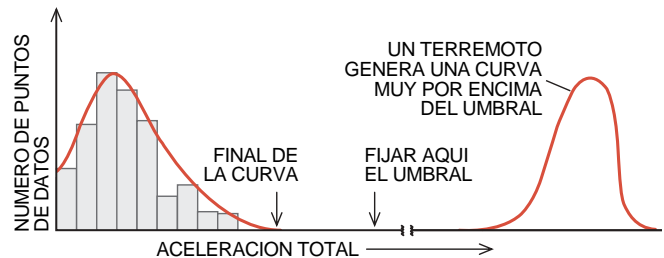 NUMERO DE PUNTOS
DE DATOS
FINAL DE
LA CURVA
FIJAR AQUI
EL UMBRAL
UN TERREMOTO
GENERA UNA CURVA
MUY POR ENCIMA
DEL UMBRAL
ACELERACION TOTAL